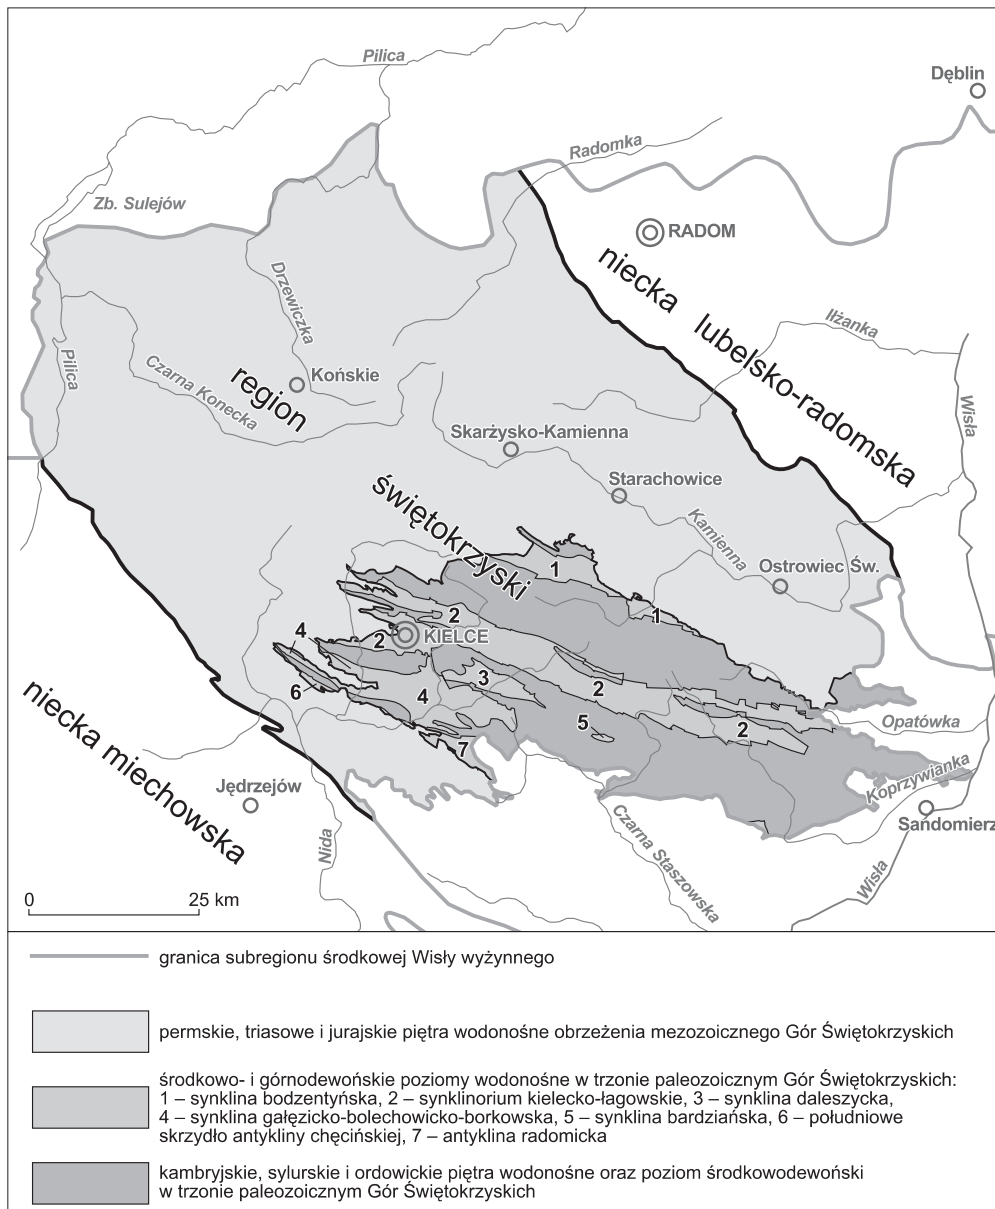 Pilica
Dęblin
Radomka
Zb. Sulejów
RADOM
niecka lubelsko-radomska
Drzewiczka
Iłżanka
Pilica
Końskie
Czarna Konecka
region
Wisła
Skarżysko-Kamienna
Starachowice
świętokrzyski
Kamienna
1
Ostrowiec Św.
2
1
4
2
KIELCE
3
2
6
4
5
2
Opatówka
7
niecka miechowska
Koprzywianka
Jędrzejów
Sandomierz
Nida
Czarna Staszowska
Wisła
0 25 km
granica subregionu środkowej Wisły wyżynnego
permskie, triasowe i jurajskie piętra wodonośne obrzeżenia mezozoicznego Gór Świętokrzyskich
środkowo- i górnodewońskie poziomy wodonośne w trzonie paleozoicznym Gór Świętokrzyskich:
1 – synklina bodzentyńska, 2 – synklinorium kielecko-łagowskie, 3 – synklina daleszycka,
4 – synklina gałęzicko-bolechowicko-borkowska, 5 – synklina bardziańska, 6 – południowe
skrzydło antykliny chęcińskiej, 7 – antyklina radomicka
kambryjskie, sylurskie i ordowickie piętra wodonośne oraz poziom środkowodewoński
w trzonie paleozoicznym Gór Świętokrzyskich